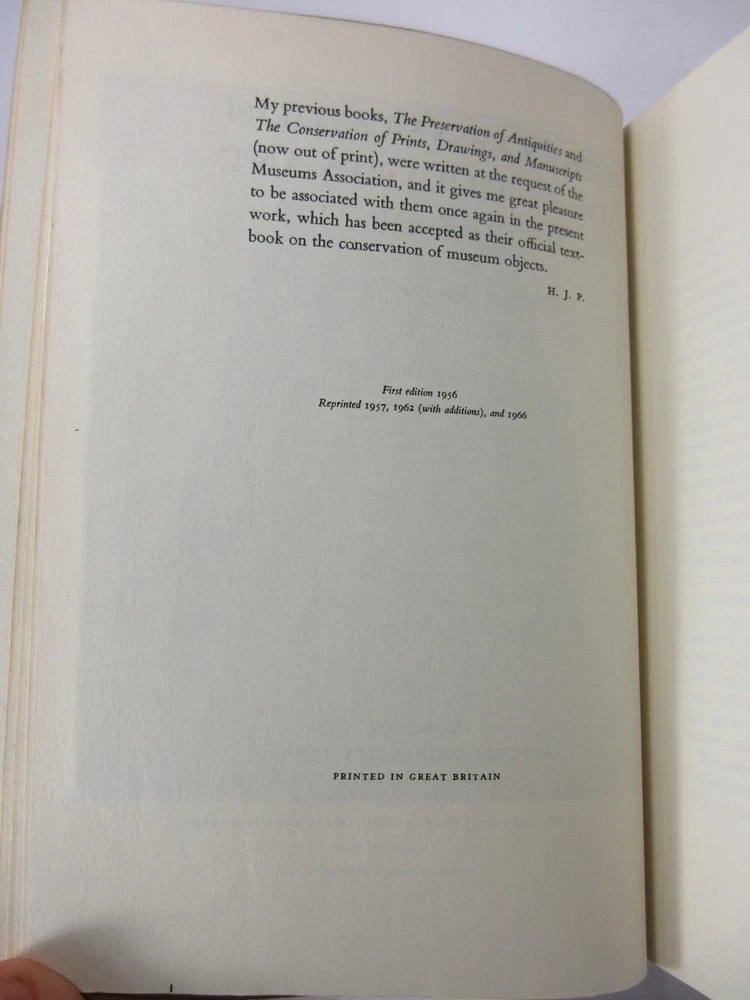 My previous books, The Preservation of Antiquities and
The Conservation of Prints, Drawings, and Manuscripts
(now out of print), were written at the request of the
Museums Association, and it gives me great pleasure
to be associated with them once again in the present
work, which has been accepted as their official text-
book on the conservation of museum objects.
H. J. P.
First edition 1956
Reprinted 1957, 1962 (with additions), and 1966
PRINTED IN GREAT BRITAIN